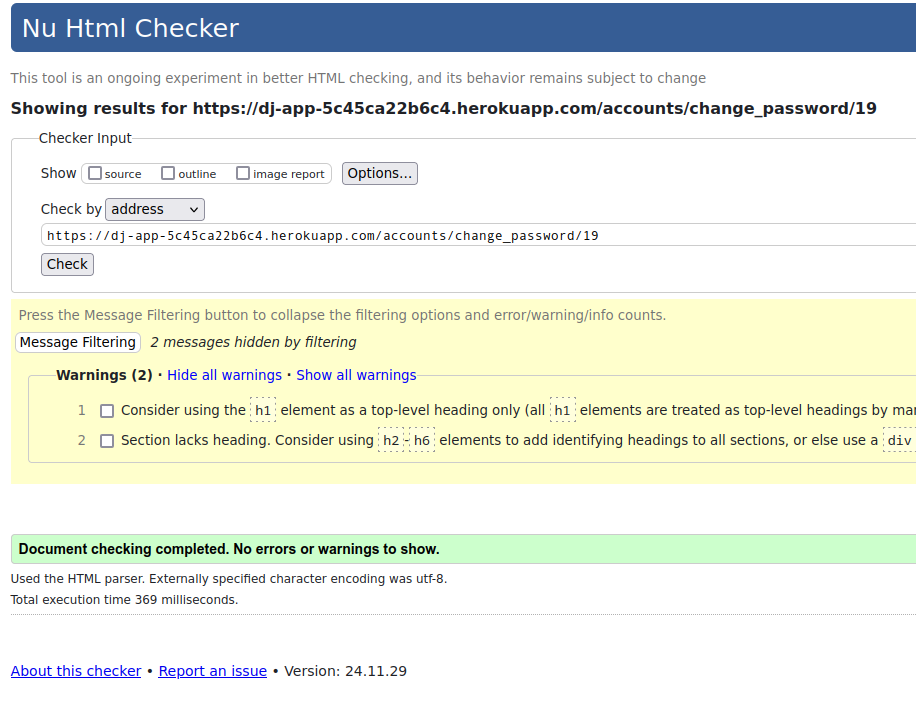 Nu Html Checker
This tool is an ongoing experiment in better HTML checking, and its behavior remains subject to change
Showing results for https://dj-app-5c45ca22b6c4.herokuapp.com/accounts/change_password/19
Checker Input
Show source outline image report Options...
Check by address
https://dj-app-5c45ca22b6c4.herokuapp.com/accounts/change_password/19
Check
Press the Message Filtering button to collapse the filtering options and error/warning/info counts.
Message Filtering 2 messages hidden by filtering
Warnings (2) · Hide all warnings · Show all warnings
1 Consider using the h1 element as a top-level heading only (all h1 elements are treated as top-level headings by
2 Section lacks heading. Consider using h2-h6 elements to add identifying headings to all sections, or else use a div
Document checking completed. No errors or warnings to show.
Used the HTML parser. Externally specified character encoding was utf-8.
Total execution time 369 milliseconds.
About this checker • Report an issue • Version: 24.11.29